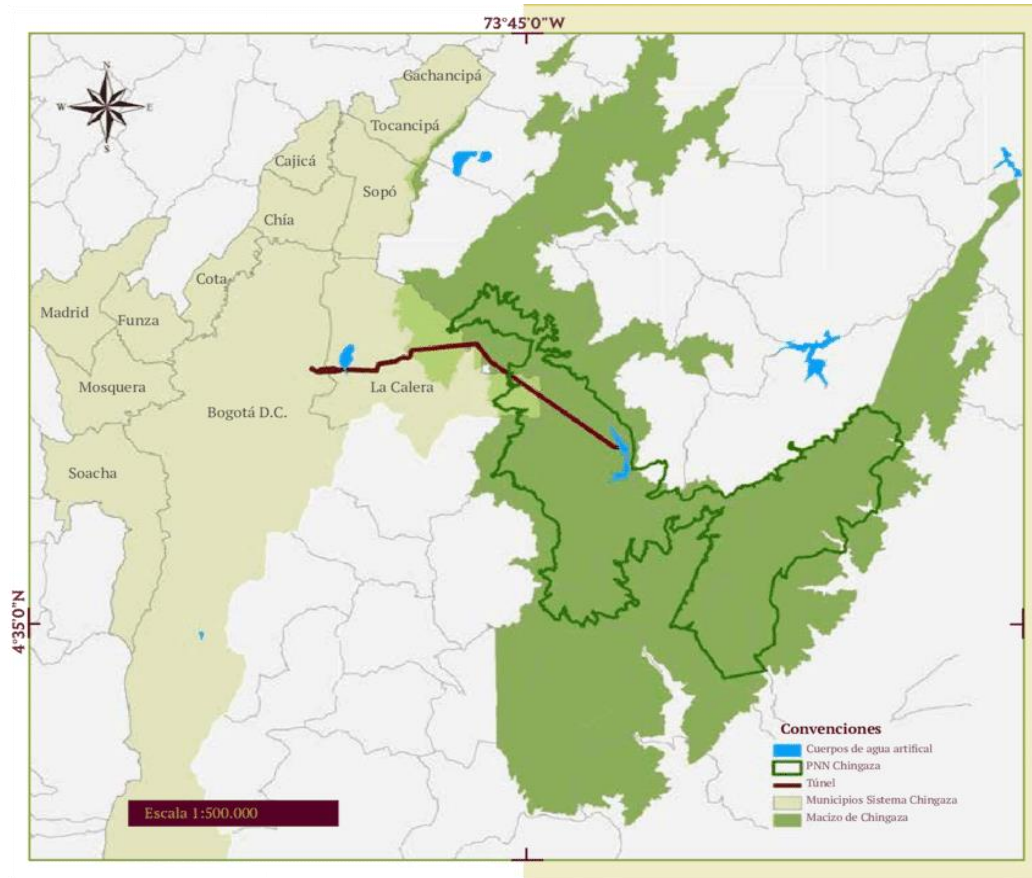 73°45'0"W
N
W E
S
Gachancipá
Tocancipá
Cajicá
Sopó
Chía
Cota
Madrid
Funza
Mosquera
La Calera
Bogotá D.C.
Soacha
4°35'0"N
Convenciones
Cuerpos de agua artifical
PNN Chingaza
Túnel
Municipios Sistema Chingaza
Macizo de Chingaza
Escala 1:500.000